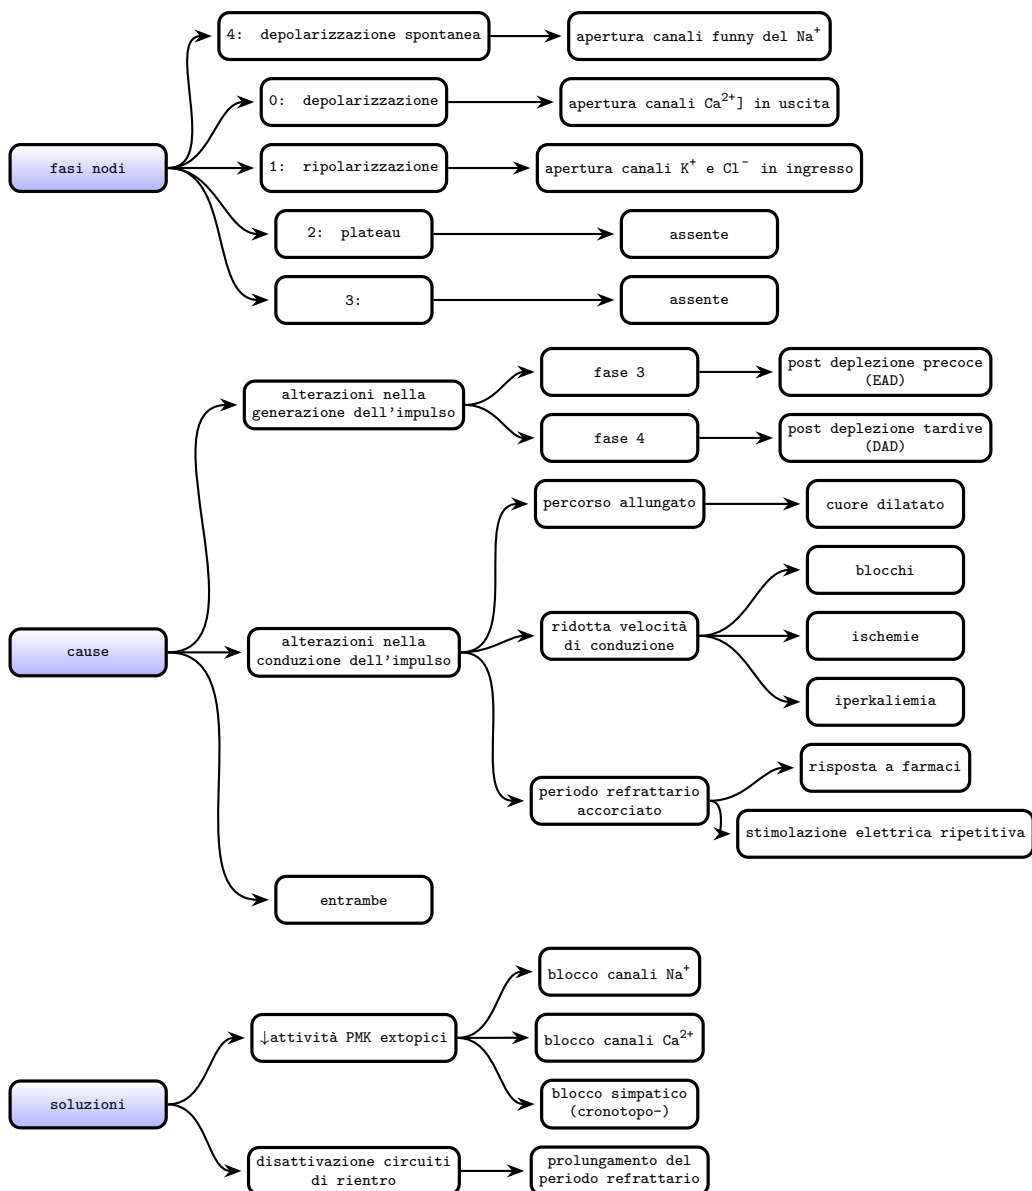 4: depolarizzazione spontanea
apertura canali funny del Na⁺
0: depolarizzazione
apertura canali Ca²⁺] in uscita
fasi nodi
1: ripolarizzazione
apertura canali K⁺ e Cl⁻ in ingresso
2: plateau
assente
3:
assente
alterazioni nella
generazione dell'impulso
fase 3
post deplezione precoce
(EAD)
fase 4
post deplezione tardive
(DAD)
percorso allungato
cuore dilatato
cause
alterazioni nella
conduzione dell'impulso
ridotta velocità
di conduzione
blocchi
ischemie
iperkaliemia
periodo refrattario
accorciato
risposta a farmaci
stimolazione elettrica ripetitiva
entrambe
soluzioni
↓attività PMK extopici
blocco canali Na⁺
blocco canali Ca²⁺
blocco simpatico
(cronotopo-)
disattivazione circuiti
di rientro
prolungamento del
periodo refrattario